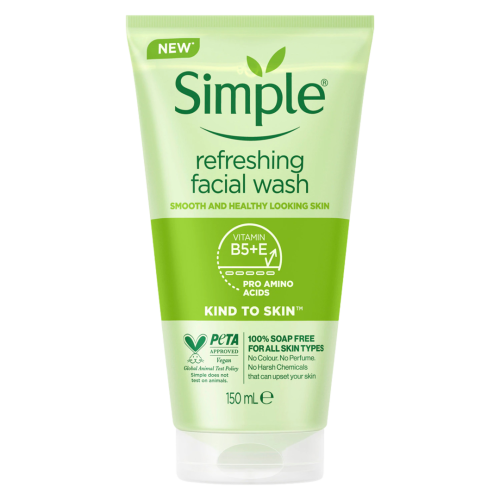 NEW*
Simple®
refreshing
facial wash
SMOOTH AND HEALTHY LOOKING SKIN
VITAMIN
B5+E
PRO AMINO
ACIDS
KIND TO SKIN™
PETA
APPROVED
Vegan
Global Animal Test Policy
Simple does not
test on animals.
100% SOAP FREE
FOR ALL SKIN TYPES
No Colour. No Perfume.
No Harsh Chemicals
that can upset your skin
150 mL e